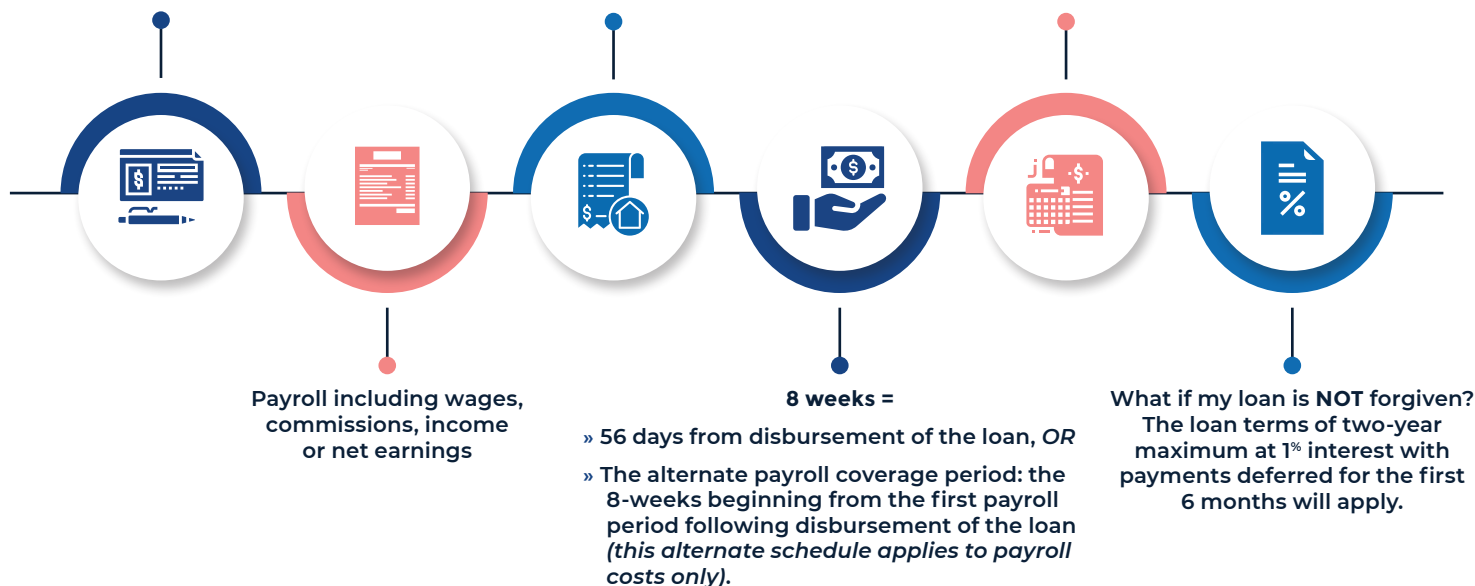 Payroll including wages,
commissions, income
or net earnings
8 weeks =
» 56 days from disbursement of the loan, OR
» The alternate payroll coverage period: the
8-weeks beginning from the first payroll
period following disbursement of the loan
(this alternate schedule applies to payroll
costs only).
What if my loan is NOT forgiven?
The loan terms of two-year
maximum at 1% interest with
payments deferred for the first
6 months will apply.